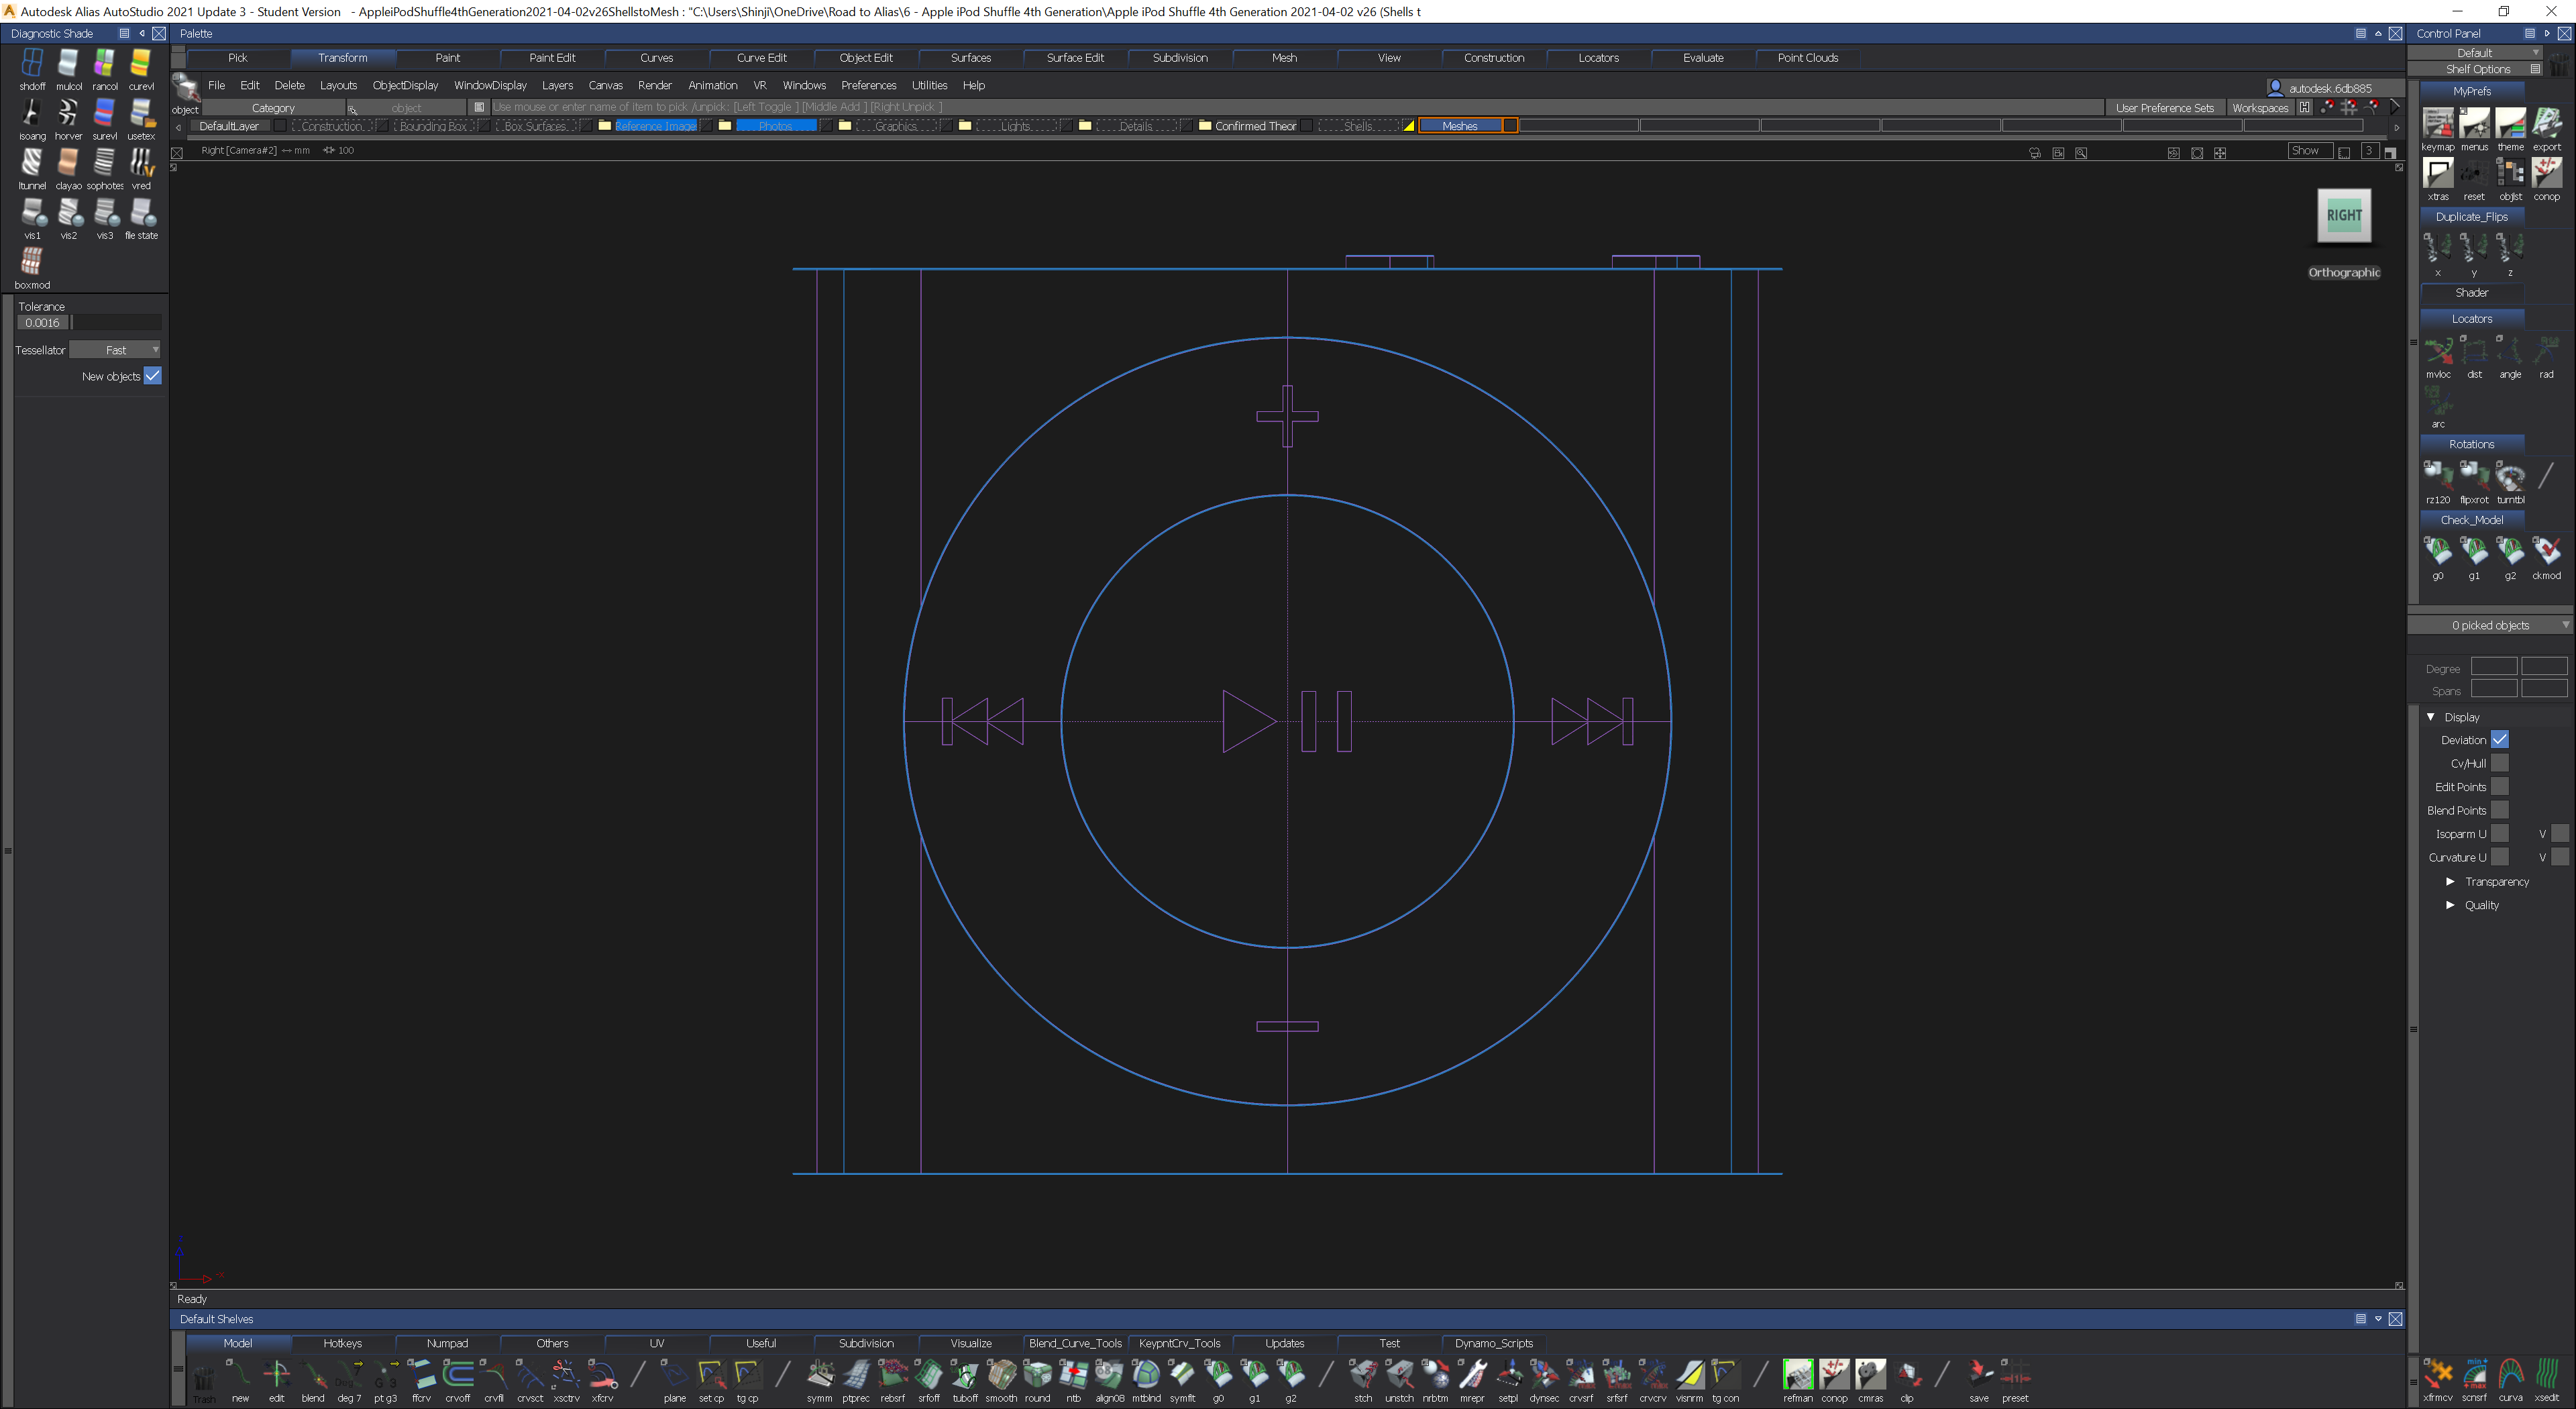 Autodesk Alias AutoStudio 2021 Update 3 - Student Version - AppleiPodShuffle4thGeneration2021-04-02v26ShellstoMesh : "C:\Users\Shinji\OneDrive\Road to Alias\6 - Apple iPod Shuffle 4th Generation\Apple iPod Shuffle 4th Generation 2021-04-02 v26 (Shells t
Diagnostic Shade
Palette
Control Panel
Pick Transform Paint Paint Edit Curves Curve Edit Object Edit Surfaces Surface Edit Subdivision Mesh View Construction Locators Evaluate Point Clouds
File Edit Delete Layouts ObjectDisplay WindowDisplay Layers Canvas Render Animation VR Windows Preferences Utilities Help
autodesk.6db885
object Category object Use mouse or enter name of item to pick /unpick: [Left Toggle ] [Middle Add ] [Right Unpick ] User Preference Sets Workspaces
DefaultLayer Construction Bounding Box Box Surfaces Reference Image Photos Graphics Lights Details Confirmed Theor Shells Meshes
Right [Camera#2] mm 100 Show 3
shdoff mulcol rancol curevl
isoang horver surevl usetex
ltunnel clayao sophotes vred
vis1 vis2 vis3 file state
boxmod
Tolerance
0.0016
Tessellator Fast
New objects
RIGHT
Orthographic
-X
Ready
Default
Shelf Options
MyPrefs
keymap menus theme export
xtras reset objlist conop
Duplicate_Flips
x y z
Shader
Locators
mvloc dist angle rad
arc
Rotations
rz120 flipxrot turntbl
Check_Model
g0 g1 g2 ckmod
0 picked objects
Degree
Spans
Display
Deviation
Cv/Hull
Edit Points
Blend Points
Isoparm U V
Curvature U V
Transparency
Quality
Default Shelves
Model Hotkeys Numpad Others UV Useful Subdivision Visualize Blend_Curve_Tools KeypntCrv_Tools Updates Test Dynamo_Scripts
Trash new edit blend deg 7 pt g3 ffcrv crvoff crvfil crvsct xsctrv xfcrv plane set cp tg cp symm ptprec rebsrf srfoff tuboff smooth round ntb align08 mtblnd symflt g0 g1 g2 stch unstch nrbtm mrepr setpl dynsec crvsrf srfsrf crvcrv visnrm tg con refman conop cmras clip save preset
xfrmcv scnsrf curva xsedit